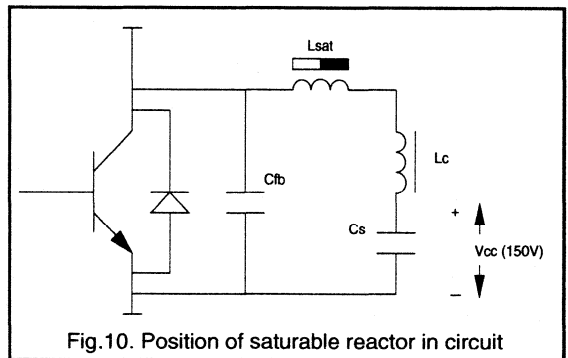 Lsat
Cfb
Lc
Cs
+
Vcc (150V)
−
Fig.10. Position of saturable reactor in circuit